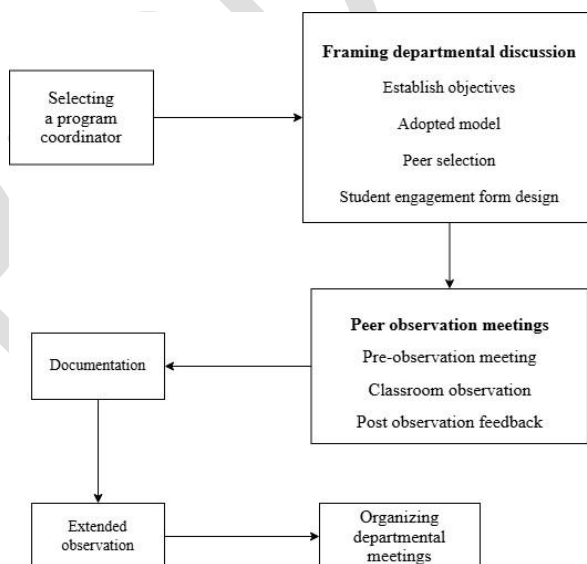 Selecting
a program
coordinator
Framing departmental discussion
Establish objectives
Adopted model
Peer selection
Student engagement form design
Peer observation meetings
Pre-observation meeting
Classroom observation
Post observation feedback
Documentation
Extended
observation
Organizing
departmental
meetings